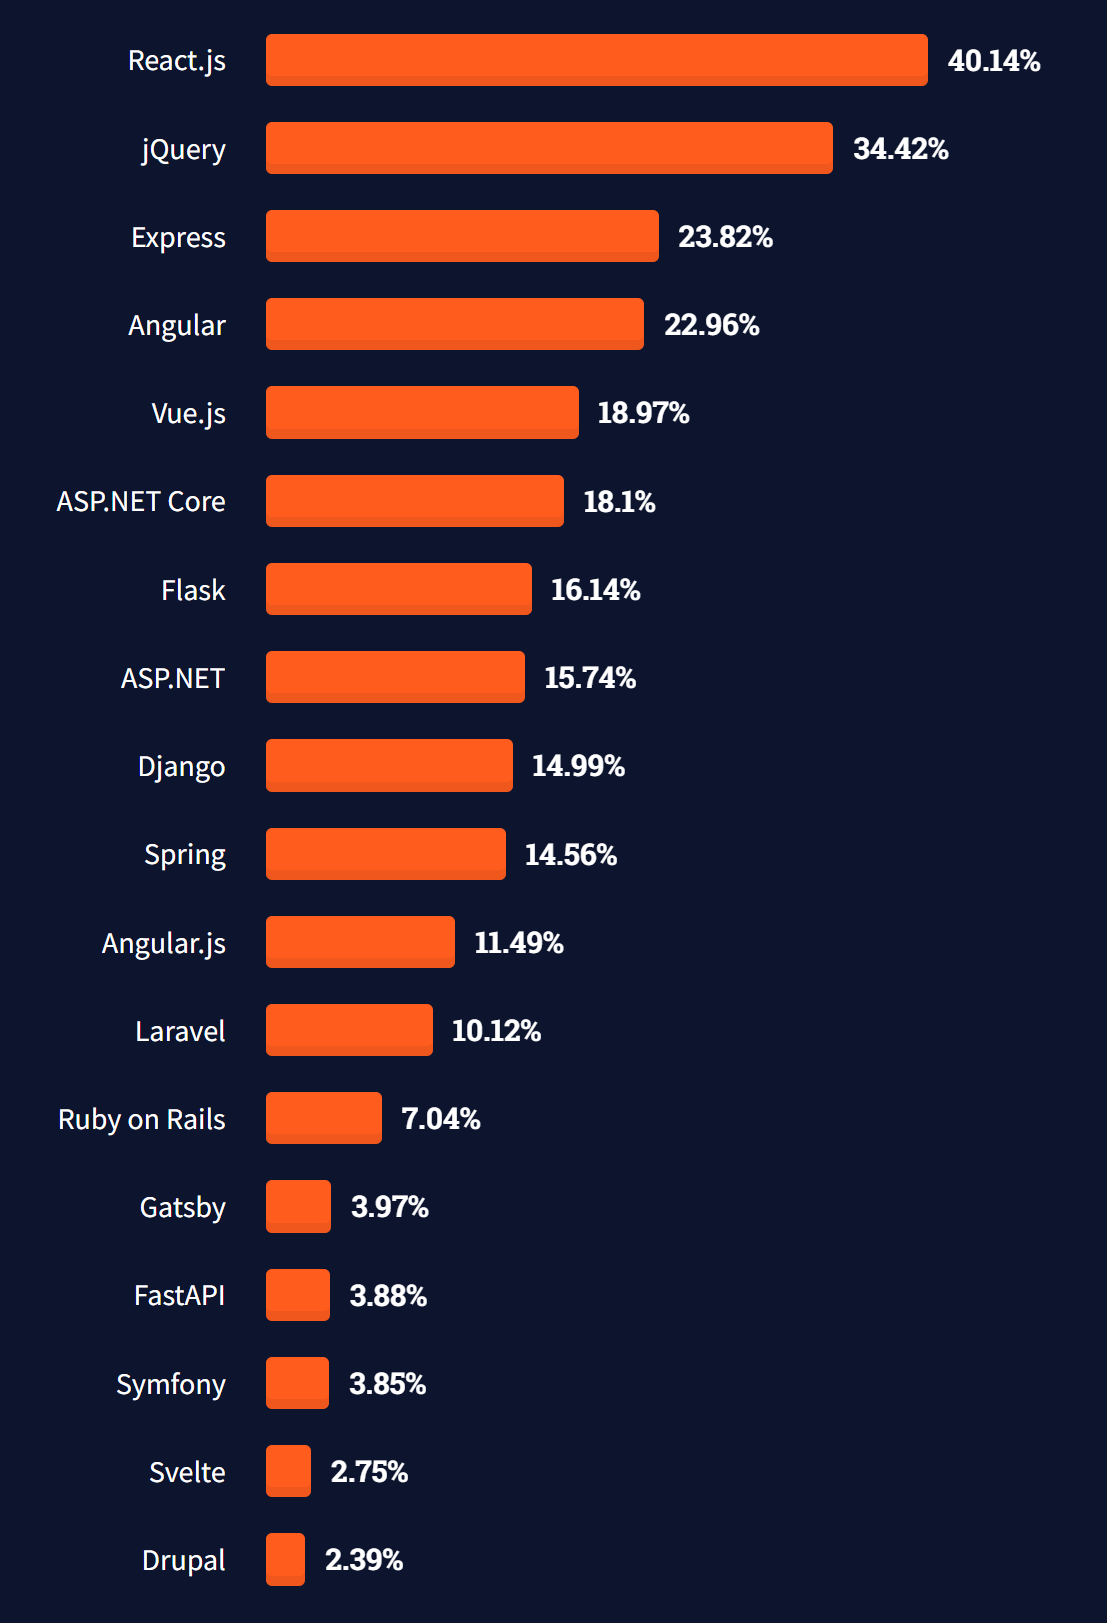 React.js 40.14%
jQuery 34.42%
Express 23.82%
Angular 22.96%
Vue.js 18.97%
ASP.NET Core 18.1%
Flask 16.14%
ASP.NET 15.74%
Django 14.99%
Spring 14.56%
Angular.js 11.49%
Laravel 10.12%
Ruby on Rails 7.04%
Gatsby 3.97%
FastAPI 3.88%
Symfony 3.85%
Svelte 2.75%
Drupal 2.39%